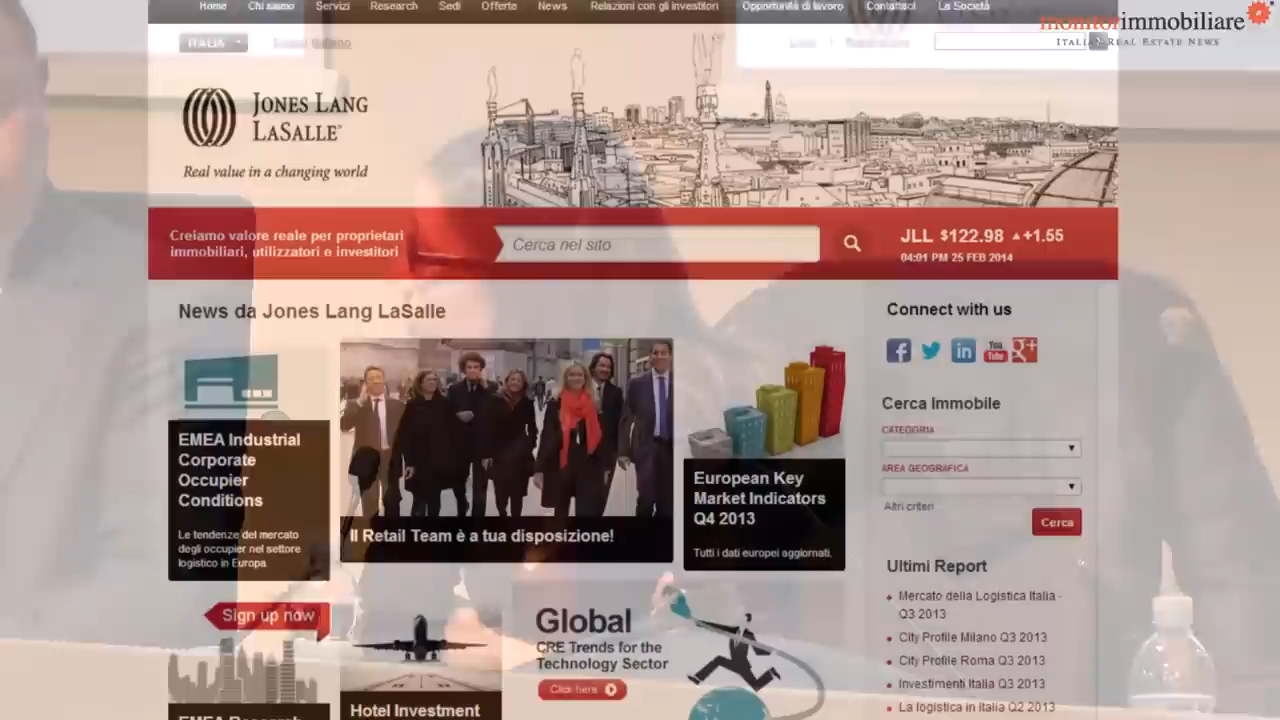 Home Chi siamo Servizi Research Sedi Offerte News Relazioni con gli investitori Opportunità di lavoro Contattaci La Società
monitorimmobiliare
ITALIAN REAL ESTATE NEWS
ITALIA
JONES LANG
LASALLE
Real value in a changing world
Creiamo valore reale per proprietari
immobiliari, utilizzatori e investitori
Cerca nel sito
JLL $122.98 +1.55
04:01 PM 25 FEB 2014
News da Jones Lang LaSalle
EMEA Industrial
Corporate
Occupier
Conditions
Le tendenze del mercato
degli occupier nel settore
logistico in Europa.
Il Retail Team è a tua disposizione!
European Key
Market Indicators
Q4 2013
Tutti i dati europei aggiornati.
Connect with us
You
Tube
Cerca Immobile
CATEGORIA
AREA GEOGRAFICA
Altri criteri
Cerca
Ultimi Report
Mercato della Logistica Italia -
Q3 2013
City Profile Milano Q3 2013
City Profile Roma Q3 2013
Investimenti Italia Q3 2013
La logistica in Italia Q2 2013
Sign up now
EMEA Research
Hotel Investment
Global
CRE Trends for the
Technology Sector
Click here